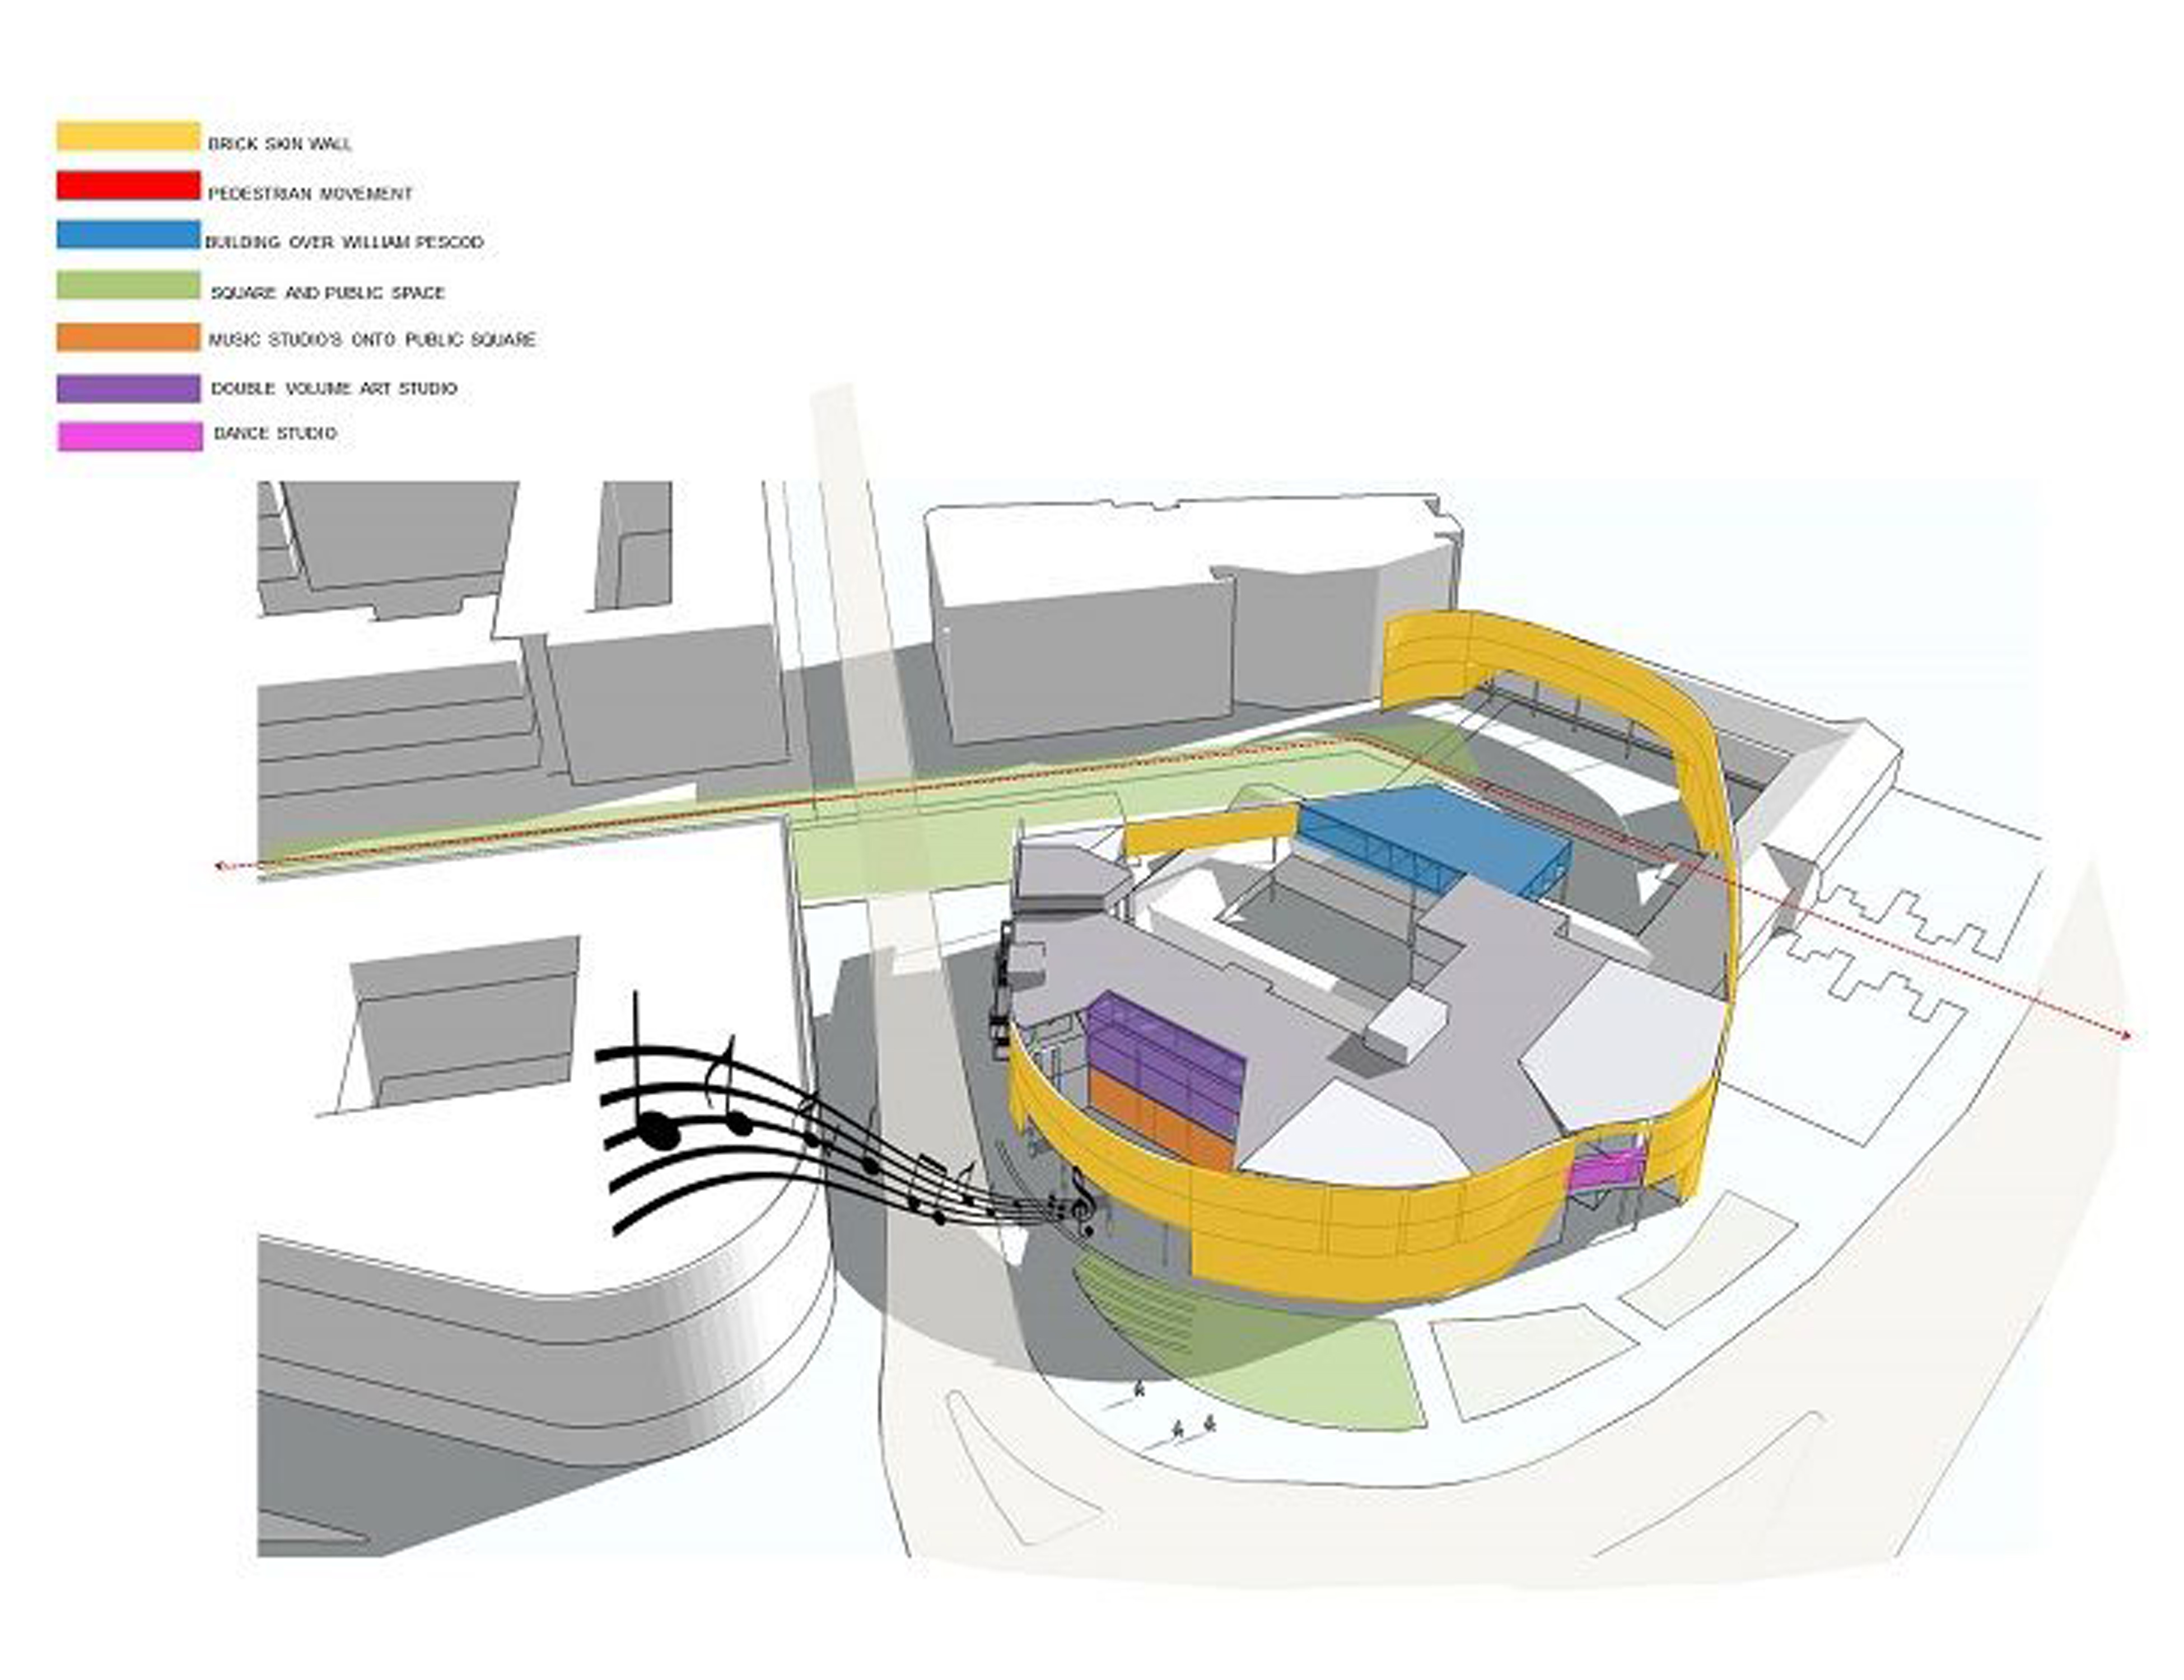 BRICK SKIN WALL
PEDESTRIAN MOVEMENT
BUILDING OVER WILLIAM PESCOD
SQUARE AND PUBLIC SPACE
MUSIC STUDIO'S ONTO PUBLIC SQUARE
DOUBLE VOLUME ART STUDIO
DANCE STUDIO